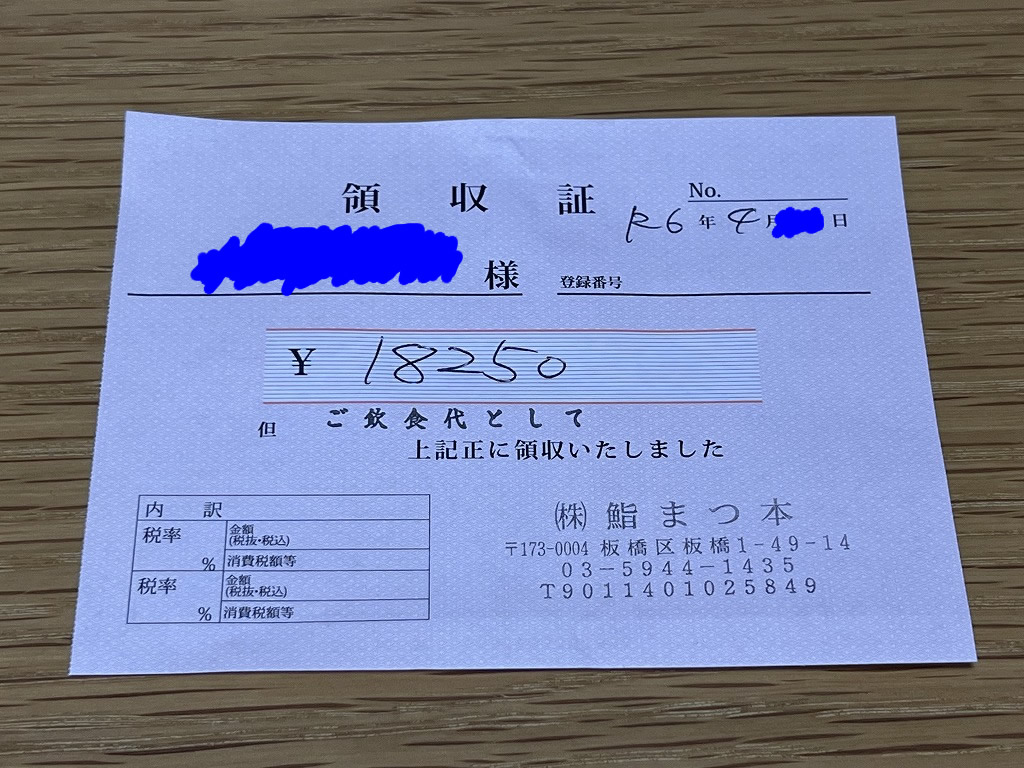 領収証
No.
R6年4月 日
様
登録番号
¥ 18250
但 ご飲食代として
上記正に領収いたしました
内訳
税率 %
金額(税抜・税込)
消費税額等
税率 %
金額(税抜・税込)
消費税額等
㈱ 鮨まつ本
〒173-0004 板橋区板橋1-49-14
03-5944-1435
T9011401025849